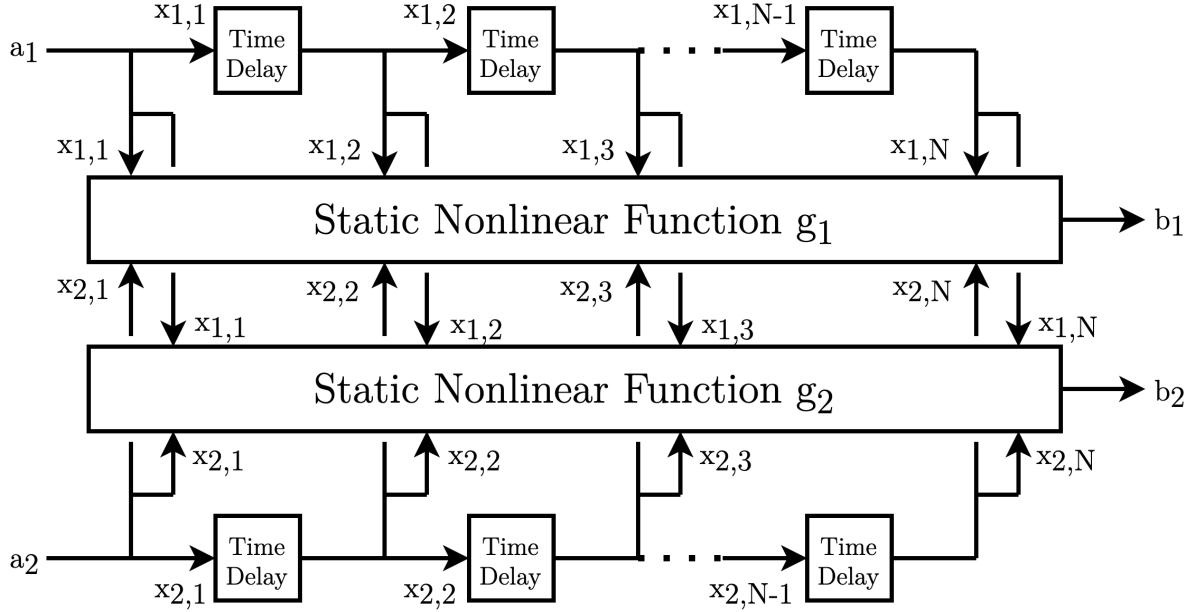 x1,1
x1,2
x1,N-1
a1
Time
Delay
Time
Delay
Time
Delay
x1,1
x1,2
x1,3
x1,N
Static Nonlinear Function g1
b1
x2,1
x2,2
x2,3
x2,N
x1,1
x1,2
x1,3
x1,N
Static Nonlinear Function g2
b2
x2,1
x2,2
x2,3
x2,N
a2
Time
Delay
Time
Delay
Time
Delay
x2,1
x2,2
x2,N-1